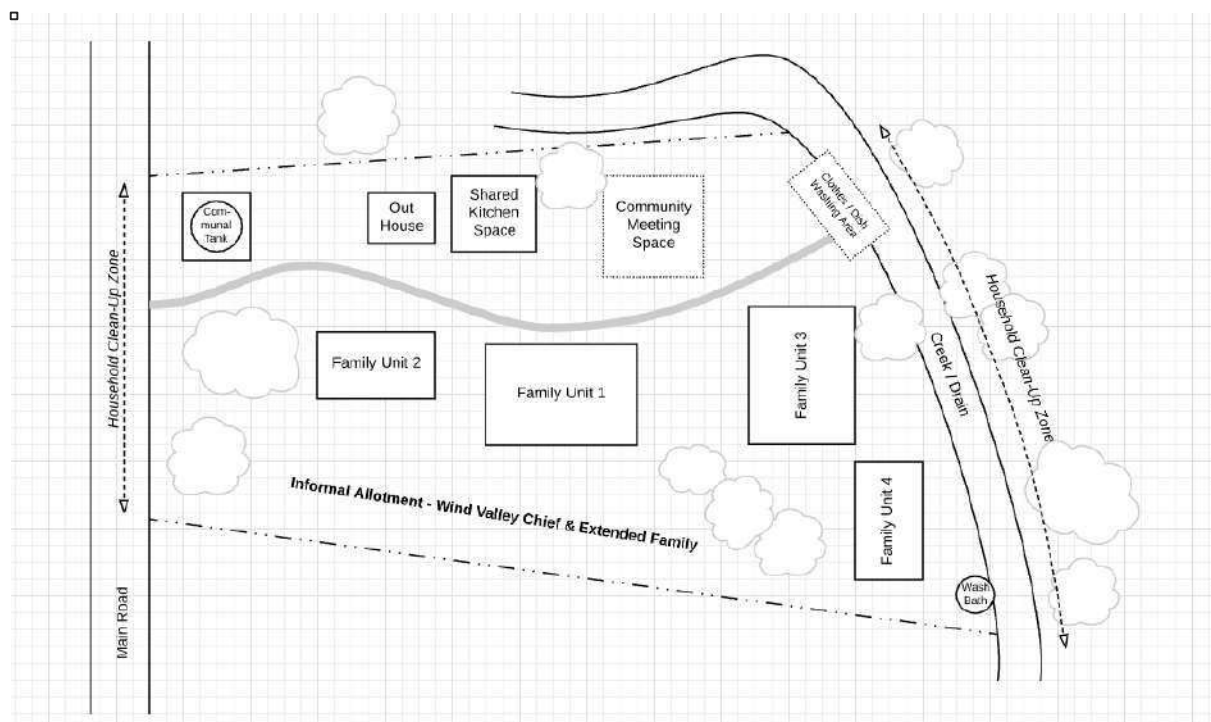 Com-
munal
Tank
Out
House
Shared
Kitchen
Space
Community
Meeting
Space
Clothes / Dish
Washing Area
Household Clean-Up Zone
Family Unit 2
Family Unit 1
Family Unit 3
Creek / Drain
Household Clean-Up Zone
Informal Allotment - Wind Valley Chief & Extended Family
Family Unit 4
Wash
Bath
Main Road